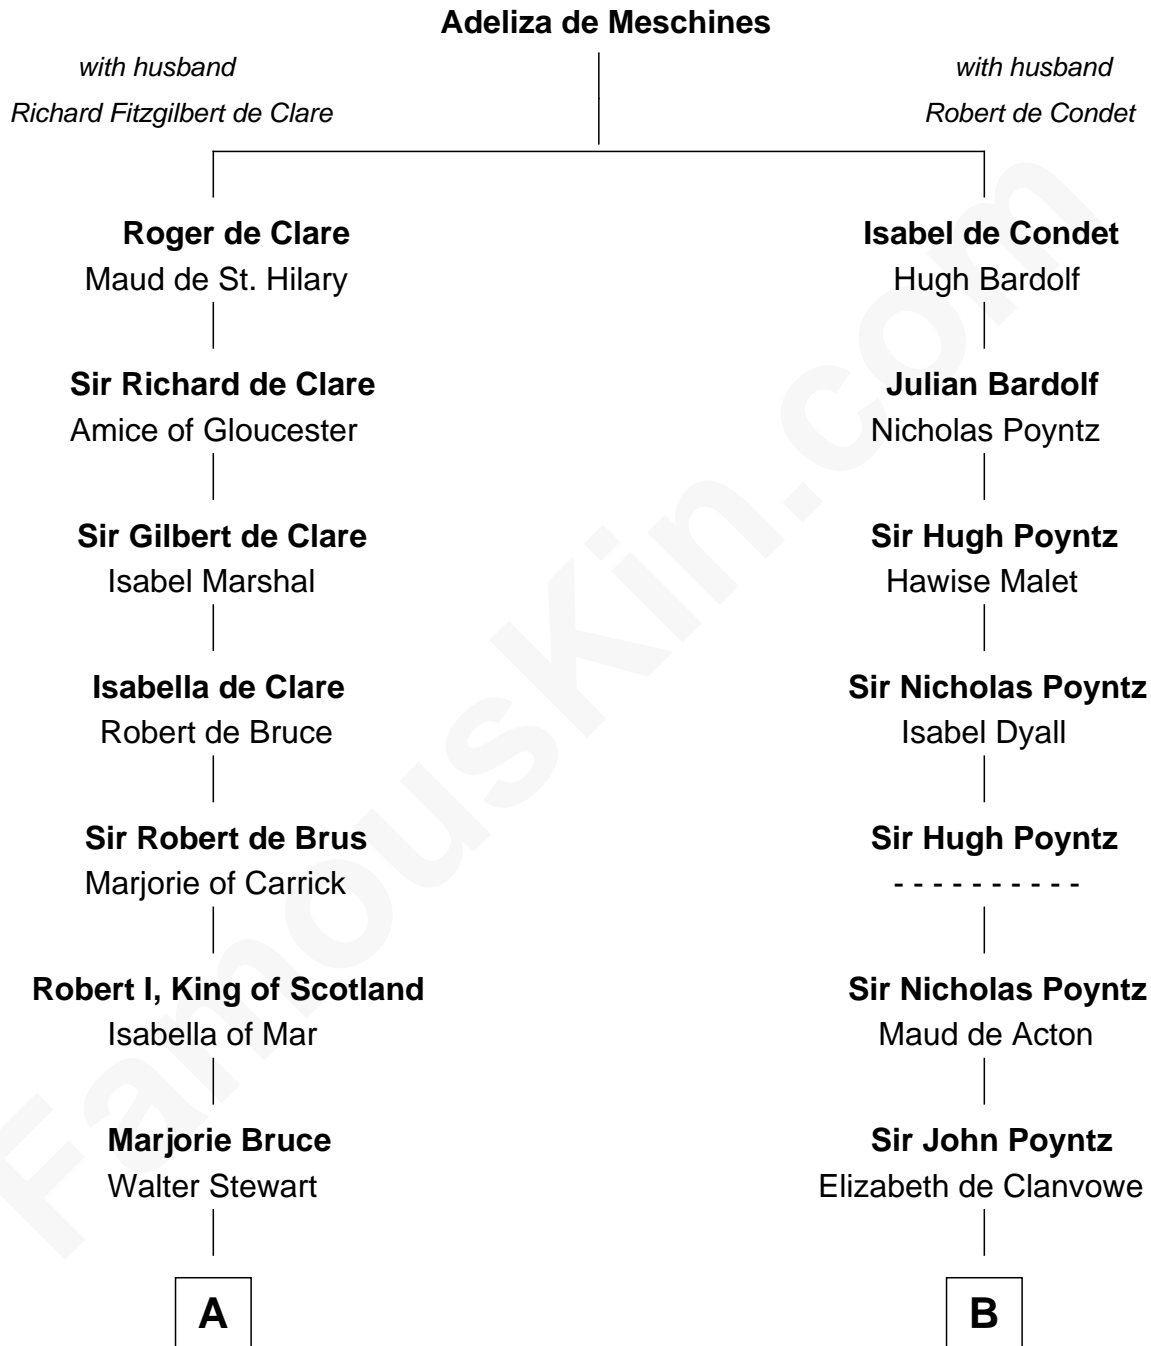 Adeliza de Meschines
with husband
Richard Fitzgilbert de Clare
with husband
Robert de Condet
Roger de Clare
Maud de St. Hilary
Isabel de Condet
Hugh Bardolf
Sir Richard de Clare
Amice of Gloucester
Julian Bardolf
Nicholas Poyntz
Sir Gilbert de Clare
Isabel Marshal
Sir Hugh Poyntz
Hawise Malet
Isabella de Clare
Robert de Bruce
Sir Nicholas Poyntz
Isabel Dyall
Sir Robert de Brus
Marjorie of Carrick
Sir Hugh Poyntz
- - - - - - - - - -
Robert I, King of Scotland
Isabella of Mar
Sir Nicholas Poyntz
Maud de Acton
Marjorie Bruce
Walter Stewart
Sir John Poyntz
Elizabeth de Clanvowe
A
B
FamousKin.com